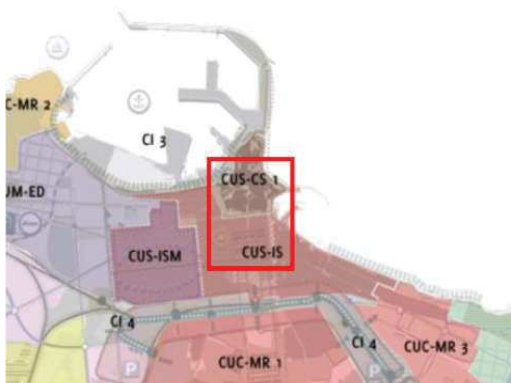 C-MR 2
CI 3
CUS-CS 1
UM-ED
CUS-ISM
CUS-IS
CI 4
CI 4
CUC-MR 1
CUC-MR 3
P
P